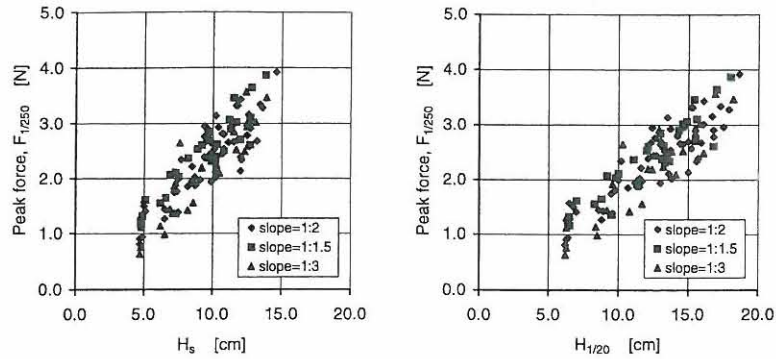 Peak force, F1/250 [N]
5.0
4.0
3.0
2.0
1.0
0.0
0.0 5.0 10.0 15.0 20.0
Hs [cm]
slope=1:2
slope=1:1.5
slope=1:3
Peak force, F1/250 [N]
5.0
4.0
3.0
2.0
1.0
0.0
0.0 5.0 10.0 15.0 20.0
H1/20 [cm]
slope=1:2
slope=1:1.5
slope=1:3